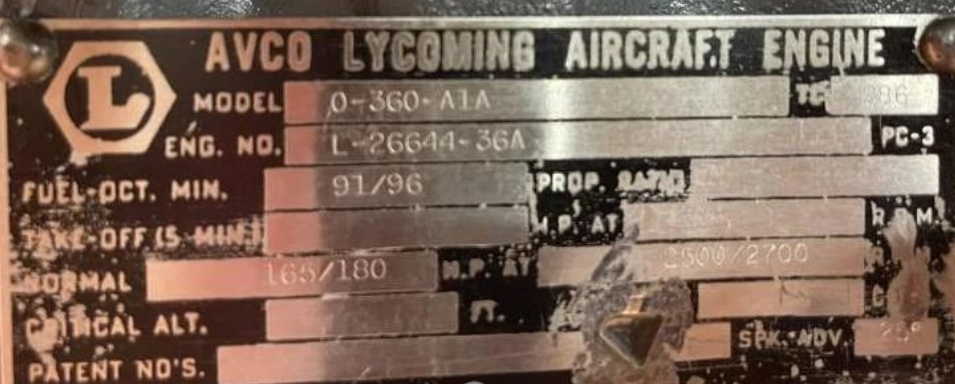 L AVCO LYCOMING AIRCRAFT ENGINE
MODEL O-360-A1A TC 286
ENG. NO. L-26644-36A PC-3
FUEL-OCT. MIN. 91/96 PROP. RATIO
TAKE-OFF (5 MIN.) H.P. AT R.P.M.
NORMAL 165/180 H.P. AT 2500/2700
CRITICAL ALT. FT.
SPK. ADV. 25°
PATENT NO'S.